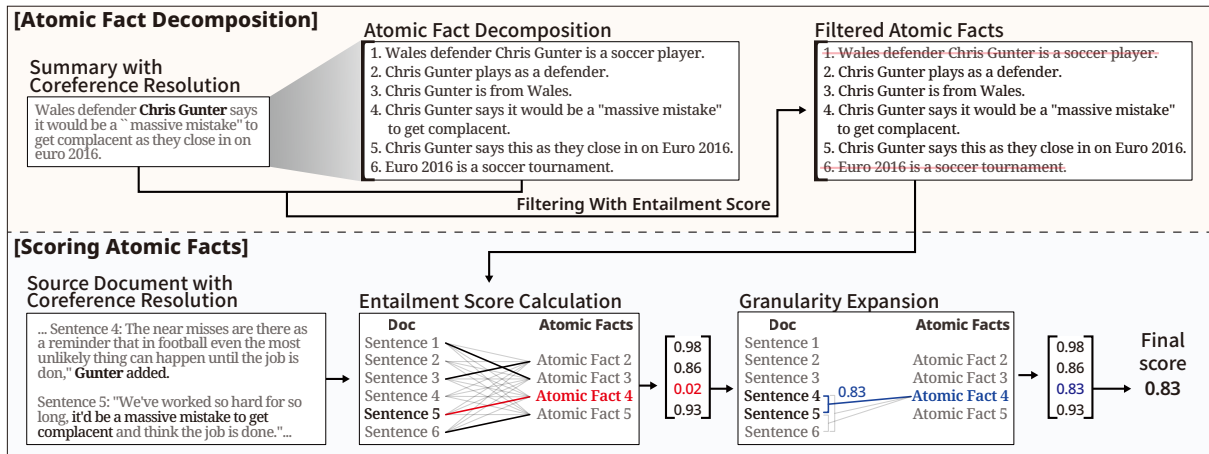 [Atomic Fact Decomposition]
Summary with
Coreference Resolution
Wales defender Chris Gunter says
it would be a `` massive mistake" to
get complacent as they close in on
euro 2016.
Atomic Fact Decomposition
1. Wales defender Chris Gunter is a soccer player.
2. Chris Gunter plays as a defender.
3. Chris Gunter is from Wales.
4. Chris Gunter says it would be a "massive mistake"
to get complacent.
5. Chris Gunter says this as they close in on Euro 2016.
6. Euro 2016 is a soccer tournament.
Filtered Atomic Facts
1. Wales defender Chris Gunter is a soccer player.
2. Chris Gunter plays as a defender.
3. Chris Gunter is from Wales.
4. Chris Gunter says it would be a "massive mistake"
to get complacent.
5. Chris Gunter says this as they close in on Euro 2016.
6. Euro 2016 is a soccer tournament.
Filtering With Entailment Score
[Scoring Atomic Facts]
Source Document with
Coreference Resolution
... Sentence 4: The near misses are there as
a reminder that in football even the most
unlikely thing can happen until the job is
don," Gunter added.
Sentence 5: "We've worked so hard for so
long, it'd be a massive mistake to get
complacent and think the job is done."...
Entailment Score Calculation
Doc
Sentence 1
Sentence 2
Sentence 3
Sentence 4
Sentence 5
Sentence 6
Atomic Facts
Atomic Fact 2
Atomic Fact 3
Atomic Fact 4
Atomic Fact 5
0.98
0.86
0.02
0.93
Granularity Expansion
Doc
Sentence 1
Sentence 2
Sentence 3
Sentence 4
Sentence 5
Sentence 6
0.83
Atomic Facts
Atomic Fact 2
Atomic Fact 3
Atomic Fact 4
Atomic Fact 5
0.98
0.86
0.83
0.93
Final
score
0.83